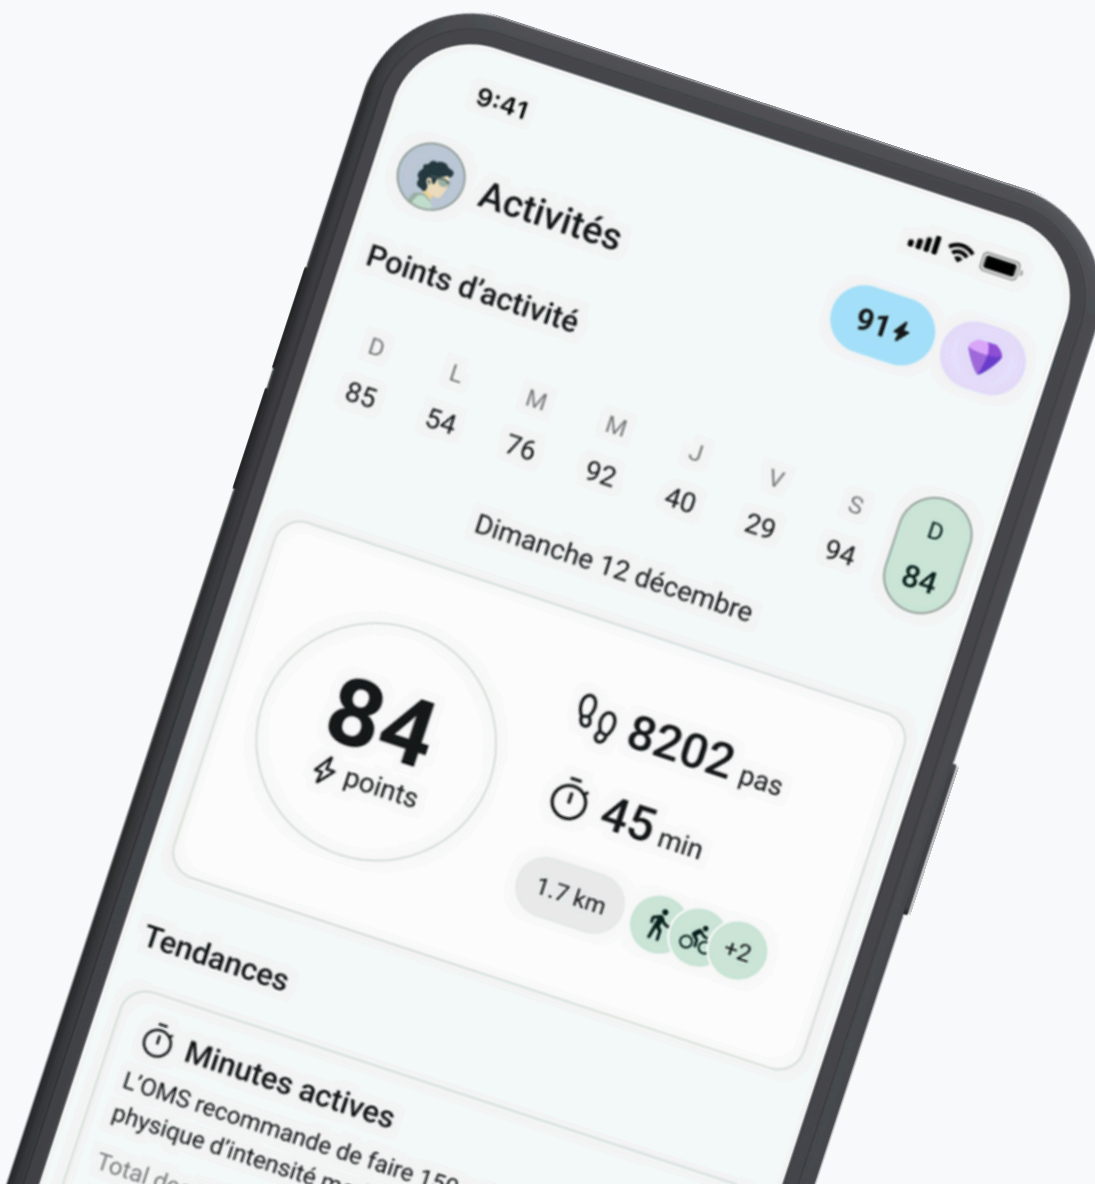 9:41
Activités
91
Points d’activité
D L M M J V S D
85 54 76 92 40 29 94 84
Dimanche 12 décembre
84
points
8202 pas
45 min
1.7 km
+2
Tendances
Minutes actives
L’OMS recommande de faire 150
physique d’intensité
Total